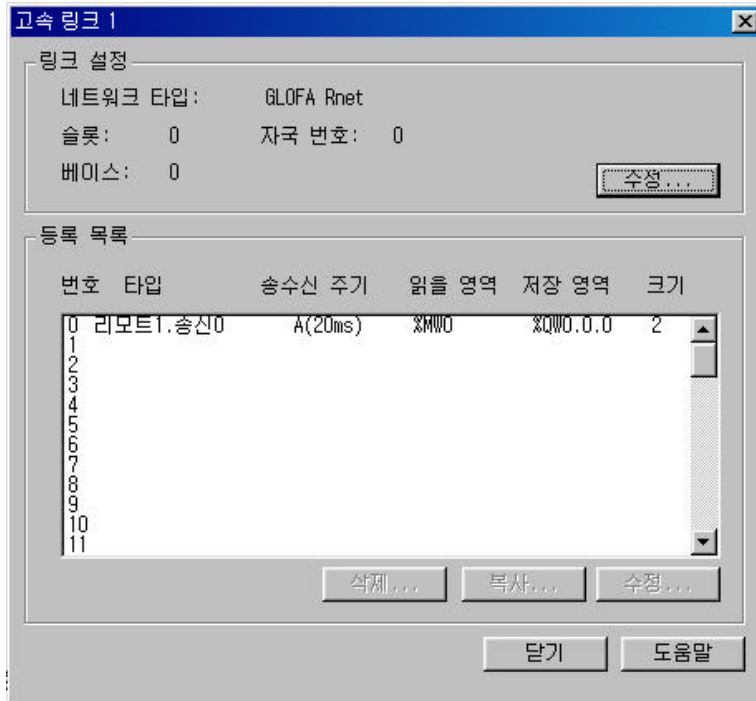 고속 링크 1
링크 설정
네트워크 타입: GLOFA Rnet
슬롯: 0 자국 번호: 0
베이스: 0
수정...
등록 목록
번호 타입 송수신 주기 읽을 영역 저장 영역 크기
0 리모트1.송신0 A(20ms) %MW0 %QW0.0.0 2
1
2
3
4
5
6
7
8
9
10
11
삭제... 복사... 수정...
닫기 도움말